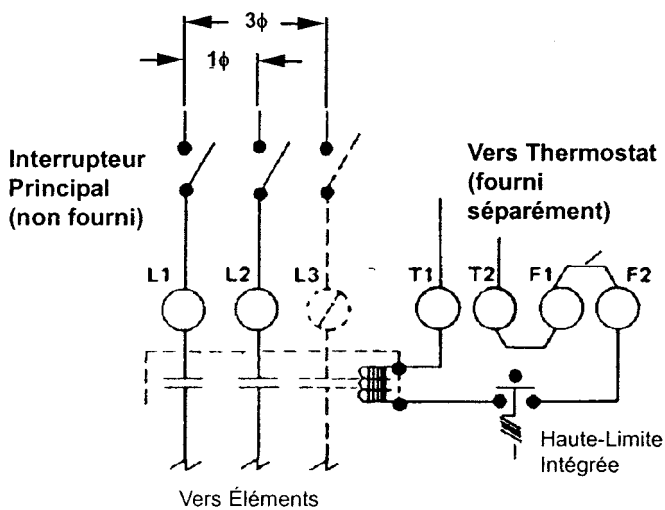 3ϕ
1ϕ
Interrupteur
Principal
(non fourni)
Vers Thermostat
(fourni
séparément)
L1 L2 L3 T1 T2 F1 F2
Haute-Limite
Intégrée
Vers Éléments